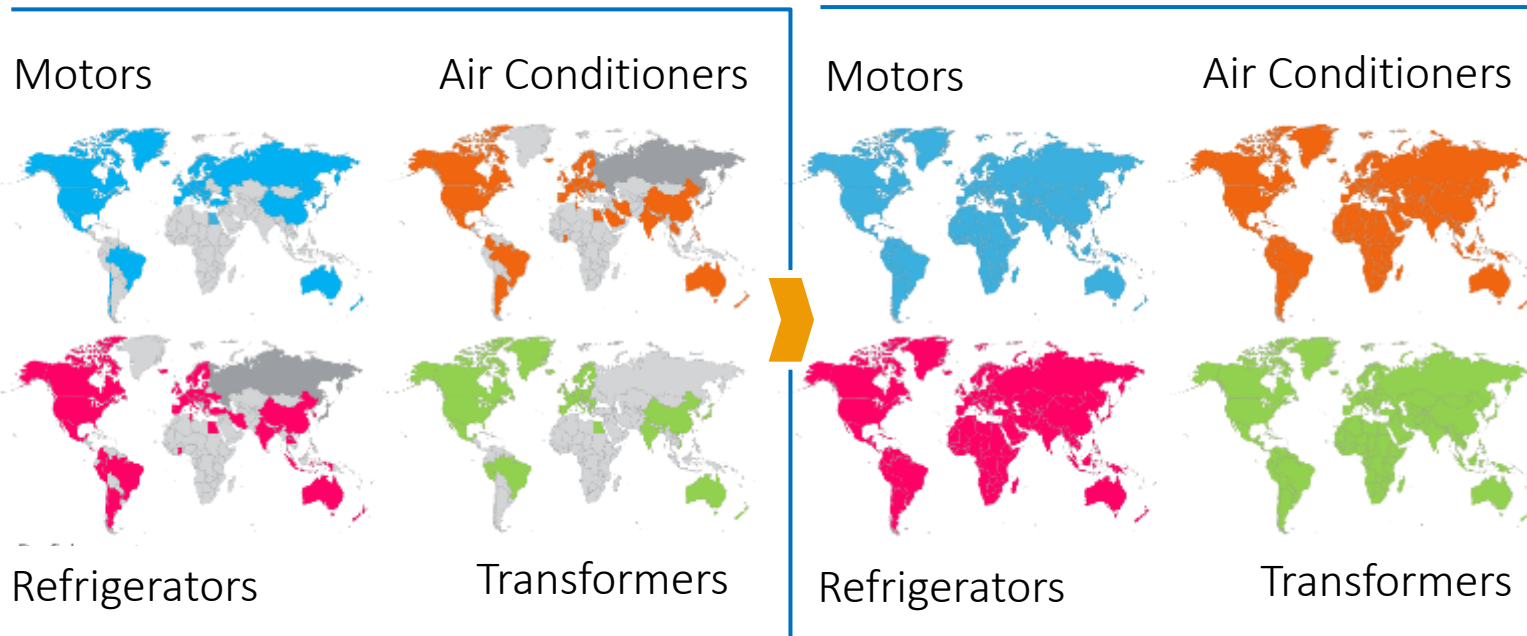 Motors
Air Conditioners
Refrigerators
Transformers
Motors
Air Conditioners
Refrigerators
Transformers